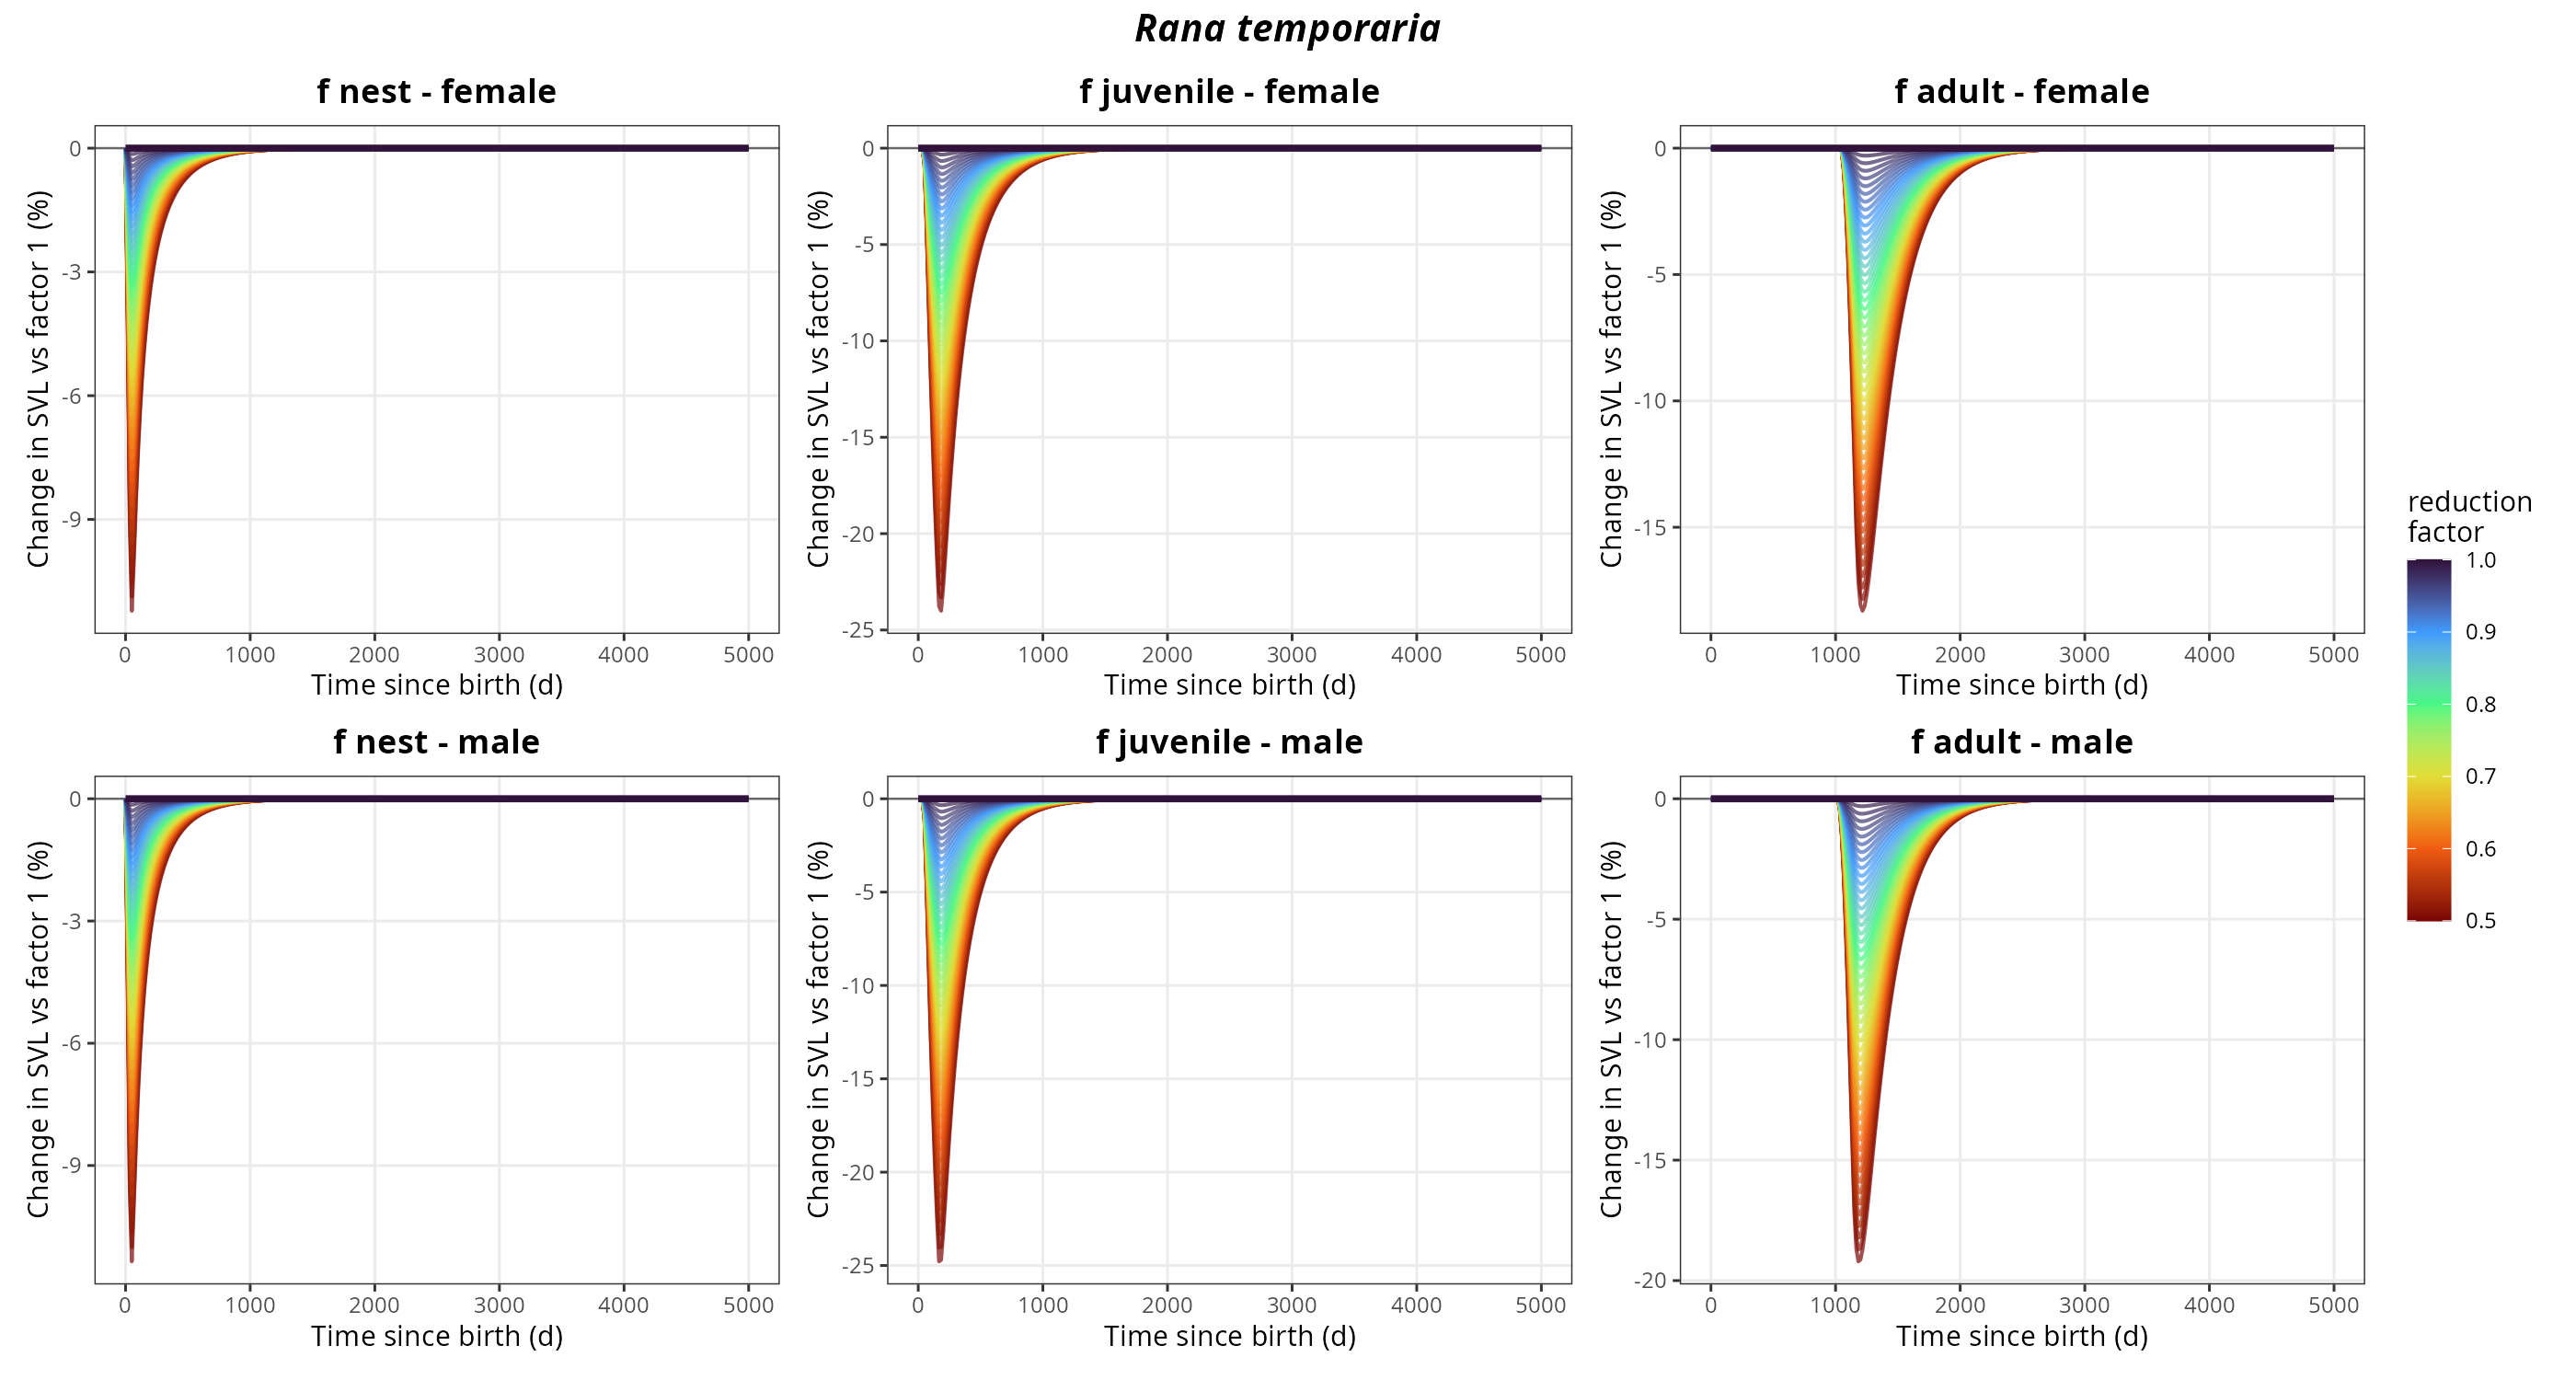 Rana temporaria
f nest - female
f juvenile - female
f adult - female
Change in SVL vs factor 1 (%)
0
-3
-6
-9
0 1000 2000 3000 4000 5000
Time since birth (d)
Change in SVL vs factor 1 (%)
0
-5
-10
-15
-20
-25
0 1000 2000 3000 4000 5000
Time since birth (d)
Change in SVL vs factor 1 (%)
0
-5
-10
-15
0 1000 2000 3000 4000 5000
Time since birth (d)
reduction
factor
1.0
0.9
0.8
0.7
0.6
0.5
f nest - male
f juvenile - male
f adult - male
Change in SVL vs factor 1 (%)
0
-3
-6
-9
0 1000 2000 3000 4000 5000
Time since birth (d)
Change in SVL vs factor 1 (%)
0
-5
-10
-15
-20
-25
0 1000 2000 3000 4000 5000
Time since birth (d)
Change in SVL vs factor 1 (%)
0
-5
-10
-15
-20
0 1000 2000 3000 4000 5000
Time since birth (d)